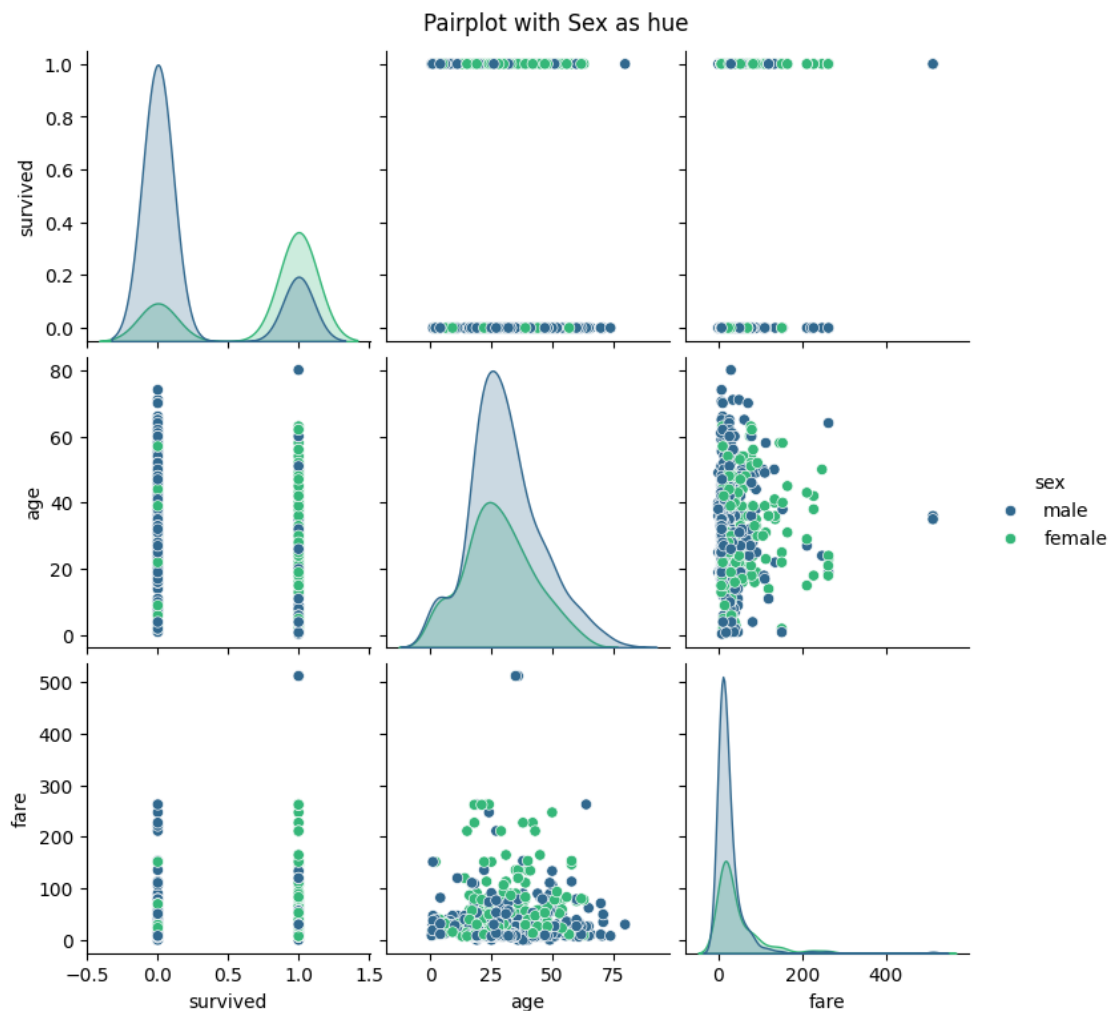 Pairplot with Sex as hue
1.0
0.8
0.6
0.4
0.2
0.0
survived
80
60
40
20
0
age
sex
male
female
500
400
300
200
100
0
fare
−0.5 0.0 0.5 1.0 1.5
0 25 50 75
0 200 400
survived
age
fare